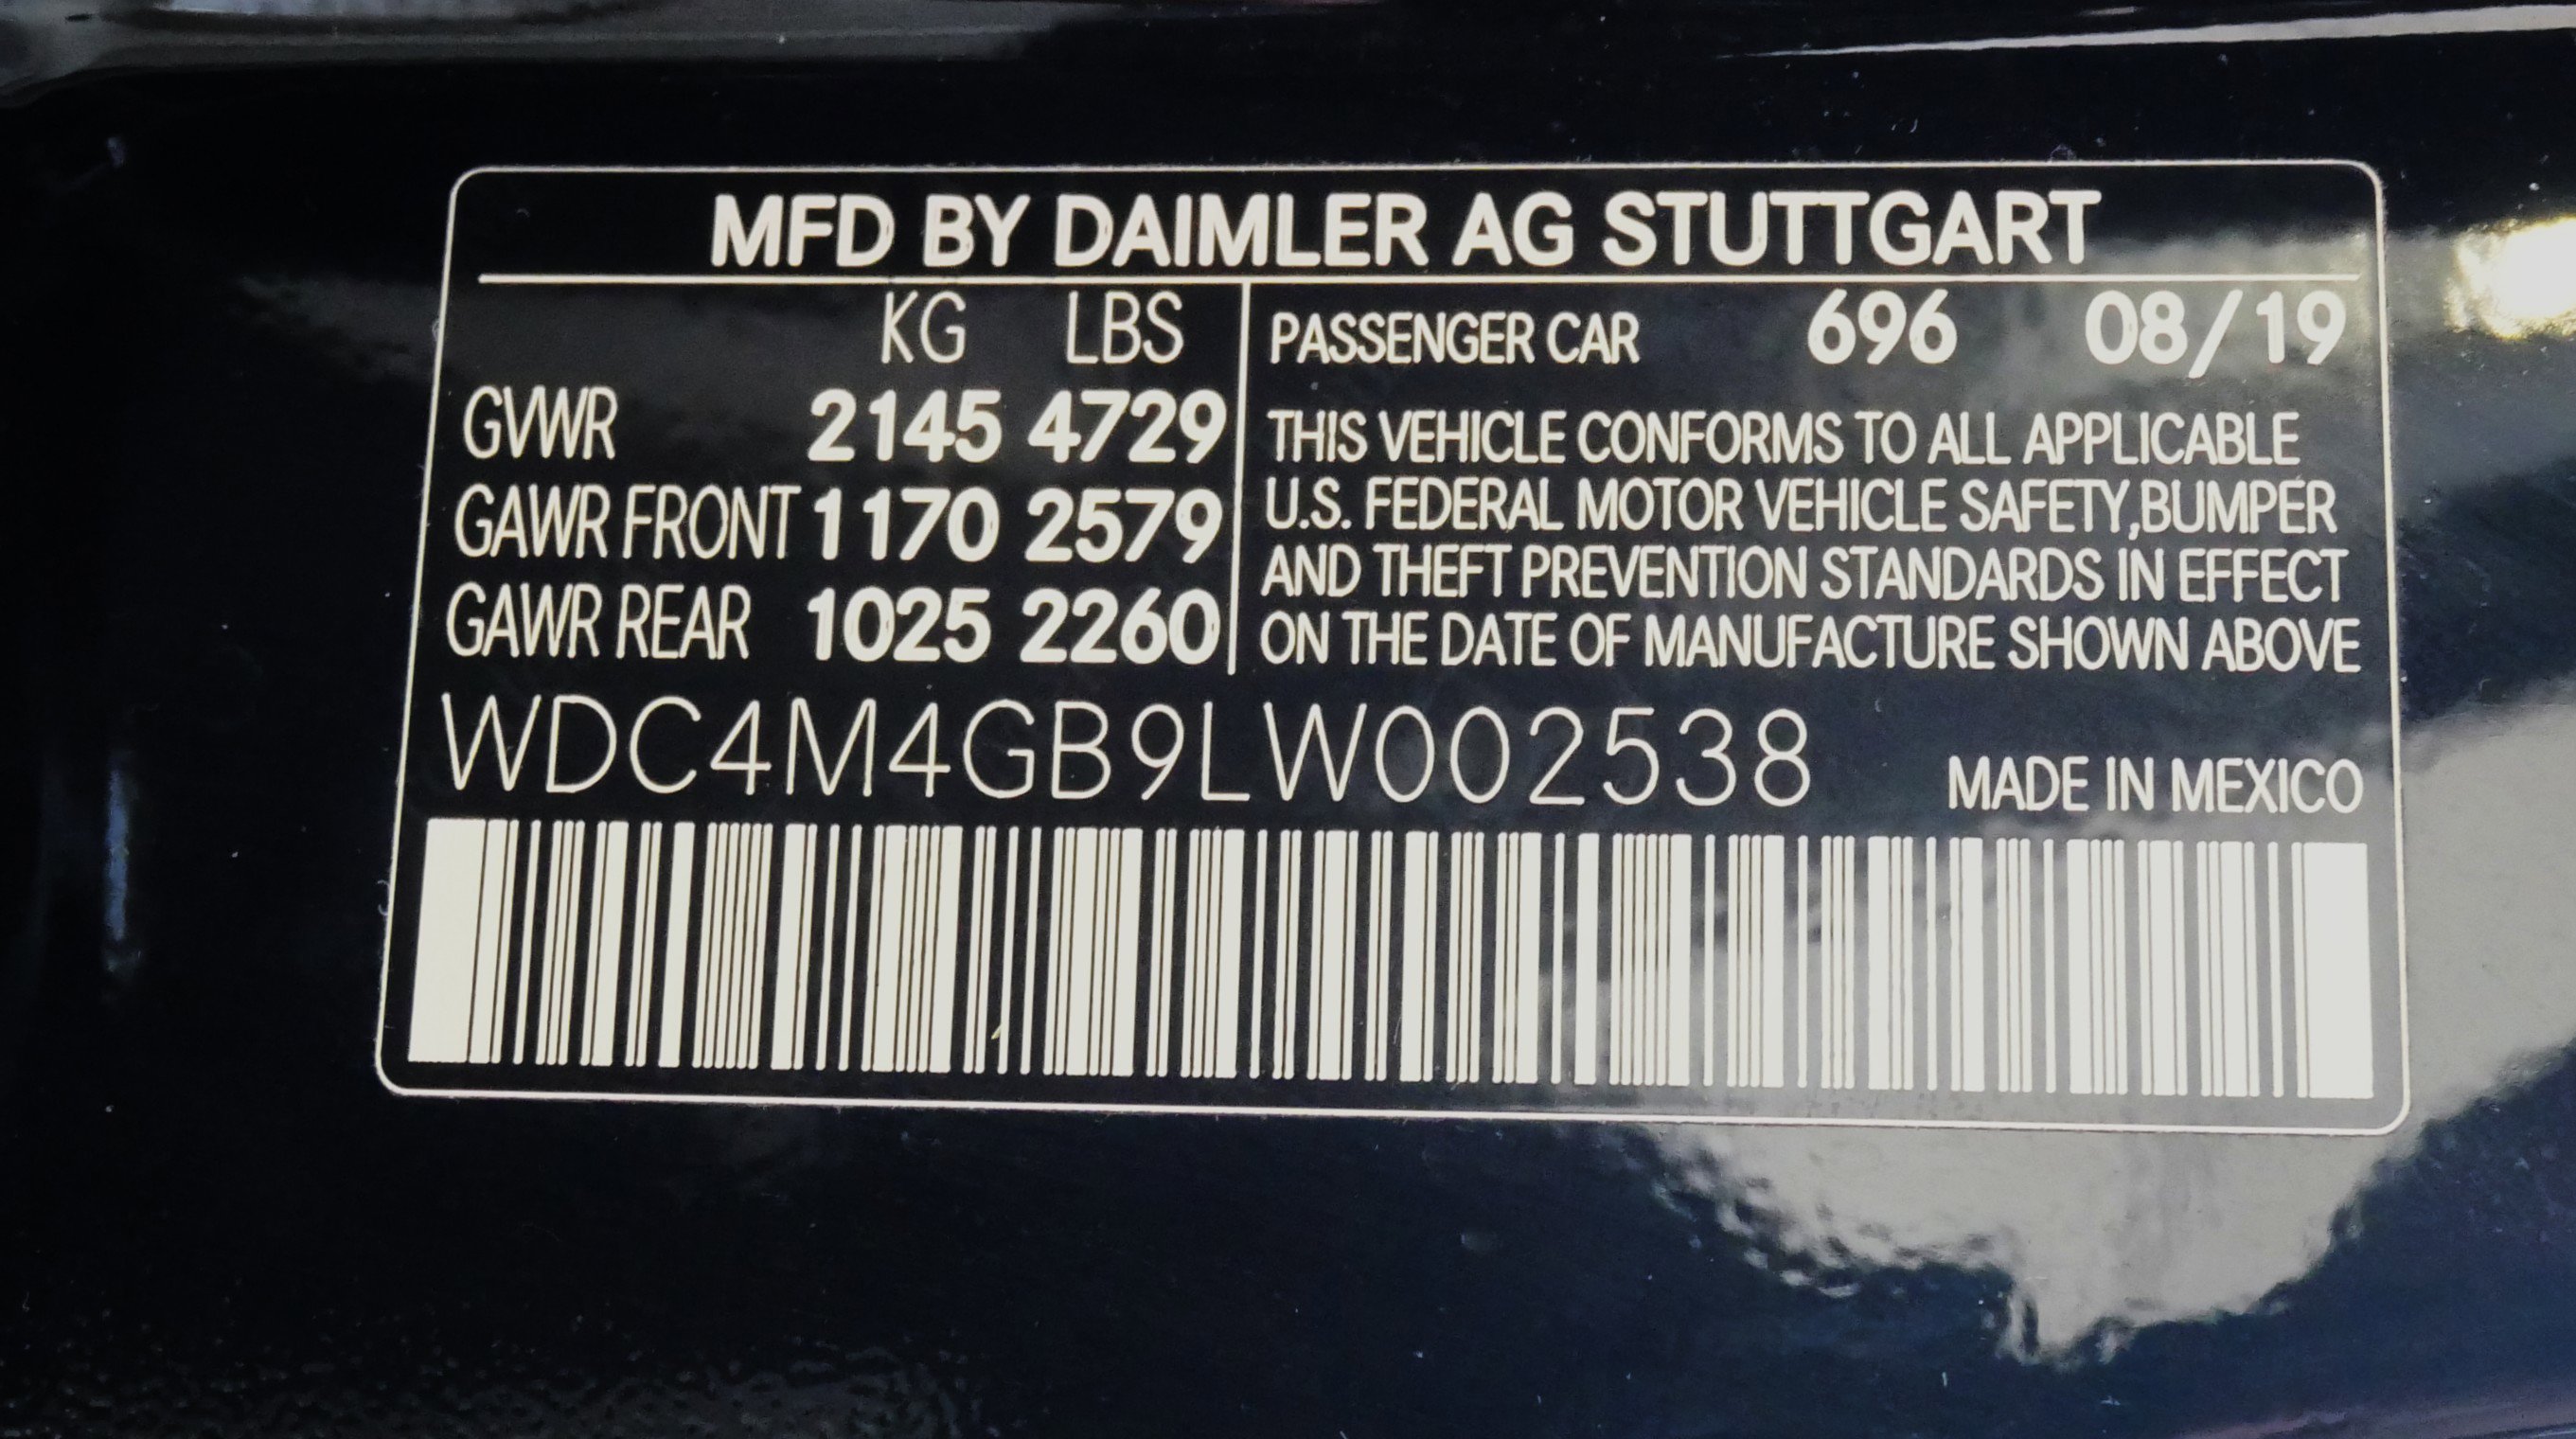 MFD BY DAIMLER AG STUTTGART
KG LBS
GVWR 2145 4729
GAWR FRONT 1170 2579
GAWR REAR 1025 2260
PASSENGER CAR 696 08/19
THIS VEHICLE CONFORMS TO ALL APPLICABLE
U.S. FEDERAL MOTOR VEHICLE SAFETY,BUMPER
AND THEFT PREVENTION STANDARDS IN EFFECT
ON THE DATE OF MANUFACTURE SHOWN ABOVE
WDC4M4GB9LW002538
MADE IN MEXICO